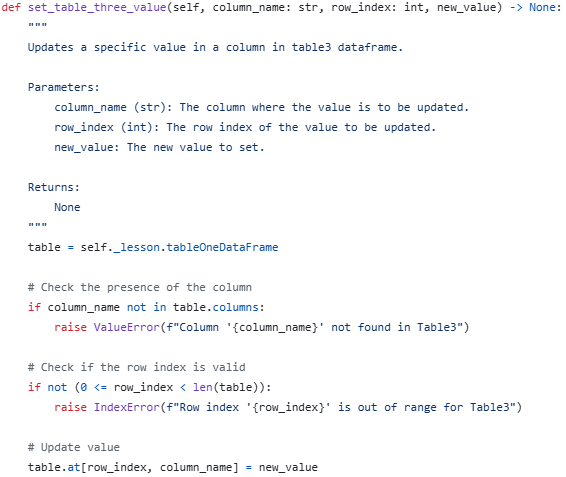 def set_table_three_value(self, column_name: str, row_index: int, new_value) -> None:
"""
Updates a specific value in a column in table3 dataframe.
Parameters:
column_name (str): The column where the value is to be updated.
row_index (int): The row index of the value to be updated.
new_value: The new value to set.
Returns:
None
"""
table = self._lesson.tableOneDataFrame
# Check the presence of the column
if column_name not in table.columns:
raise ValueError(f"Column '{column_name}' not found in Table3")
# Check if the row index is valid
if not (0 <= row_index < len(table)):
raise IndexError(f"Row index '{row_index}' is out of range for Table3")
# Update value
table.at[row_index, column_name] = new_value